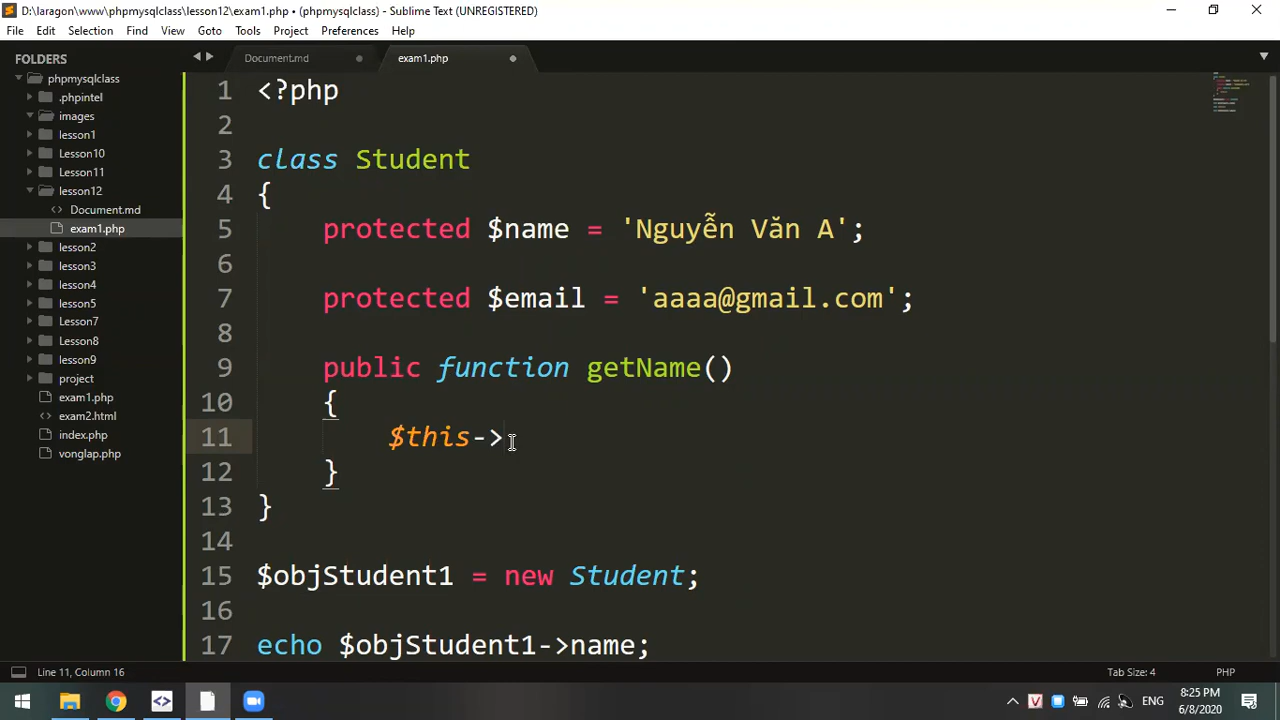 D:\laragon\www\phpmysqlclass\lesson12\exam1.php • (phpmysqlclass) - Sublime Text (UNREGISTERED)
File Edit Selection Find View Goto Tools Project Preferences Help
FOLDERS
phpmysqlclass
.phpintel
images
lesson1
Lesson10
Lesson11
lesson12
Document.md
exam1.php
lesson2
lesson3
lesson4
lesson5
Lesson7
Lesson8
lesson9
project
exam1.php
exam2.html
index.php
vonglap.php
Document.md exam1.php
1 <?php
2
3 class Student
4 {
5 protected $name = 'Nguyễn Văn A';
6
7 protected $email = 'aaaa@gmail.com';
8
9 public function getName()
10 {
11 $this->
12 }
13 }
14
15 $objStudent1 = new Student;
16
17 echo $objStudent1->name;
Line 11, Column 16 Tab Size: 4 PHP
ENG
8:25 PM
6/8/2020